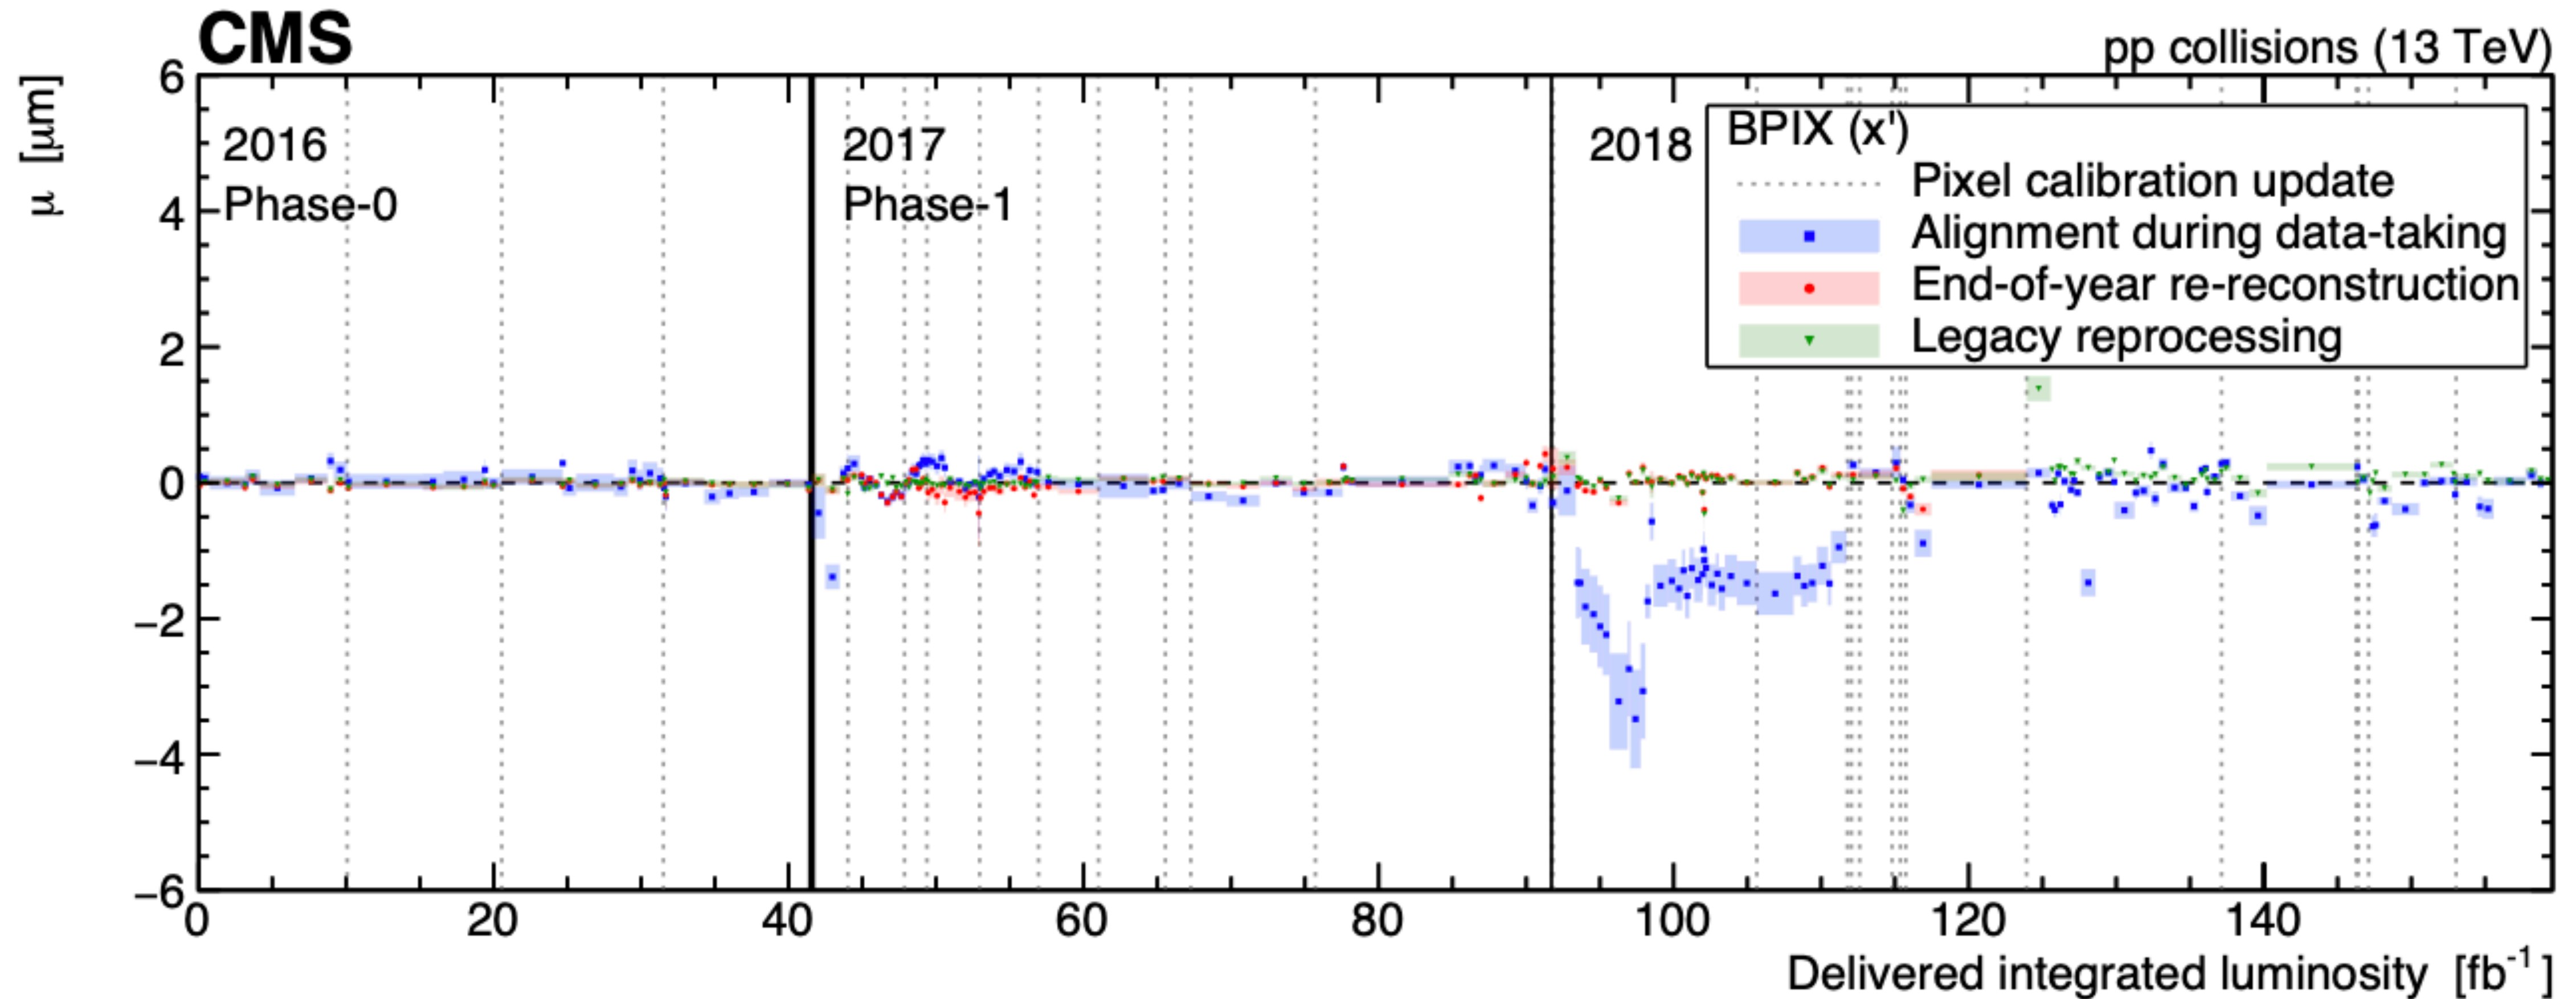 CMS
pp collisions (13 TeV)
μ [μm]
6
4
2
0
−2
−4
−6
2016
Phase-0
2017
Phase-1
2018
BPIX (x')
Pixel calibration update
Alignment during data-taking
End-of-year re-reconstruction
Legacy reprocessing
0 20 40 60 80 100 120 140
Delivered integrated luminosity [fb⁻¹]